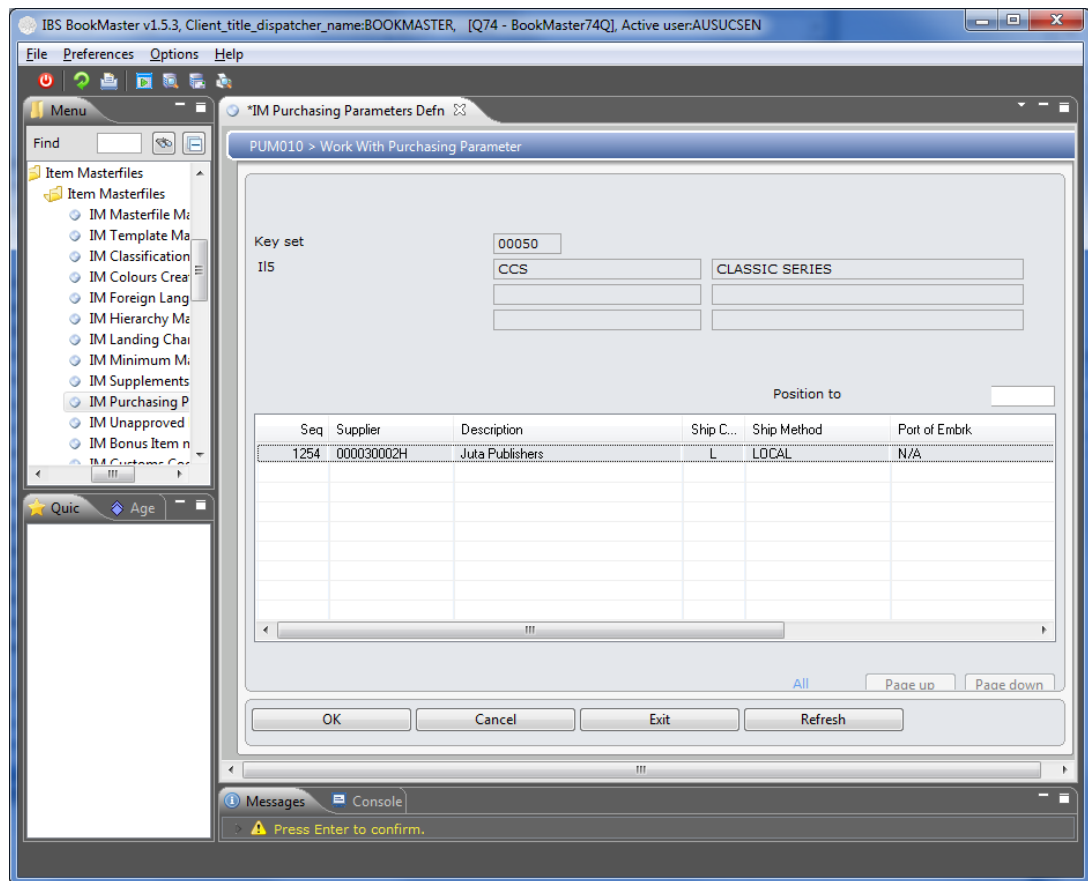 IBS BookMaster v1.5.3, Client_title_dispatcher_name:BOOKMASTER, [Q74 - BookMaster74Q], Active user:AUSUCSEN
File Preferences Options Help
Menu
*IM Purchasing Parameters Defn
Find
PUM010 > Work With Purchasing Parameter
Item Masterfiles
Item Masterfiles
IM Masterfile Ma
IM Template Ma
IM Classification
IM Colours Crea
IM Foreign Lang
IM Hierarchy Ma
IM Landing Char
IM Minimum Ma
IM Supplements
IM Purchasing P
IM Unapproved
IM Bonus Item n
IM Customs Coo
Key set 00050
Il5 CCS CLASSIC SERIES
Position to
Seq Supplier Description Ship C... Ship Method Port of Embrk
1254 000030002H Juta Publishers L LOCAL N/A
Quic Age
All Page up Page down
OK Cancel Exit Refresh
Messages Console
Press Enter to confirm.